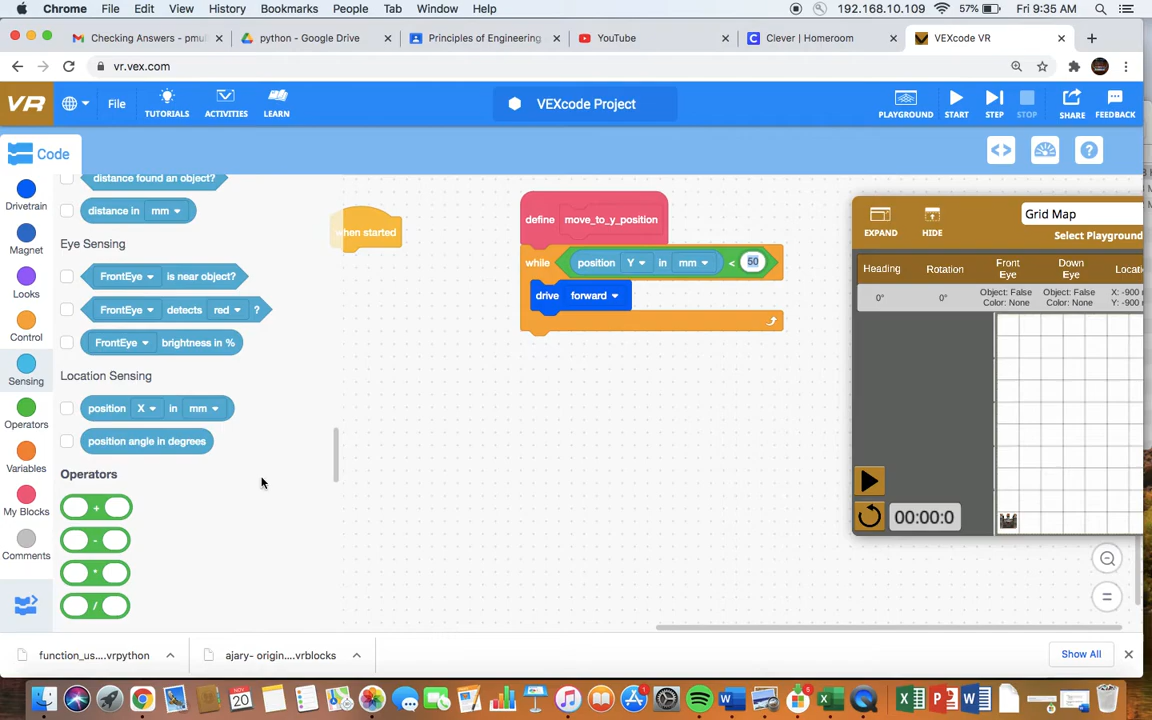 Chrome File Edit View History Bookmarks People Tab Window Help 192.168.10.109 57% Fri 9:35 AM
Checking Answers - pmul python - Google Drive Principles of Engineering YouTube Clever | Homeroom VEXcode VR
vr.vex.com
VR File TUTORIALS ACTIVITIES LEARN VEXcode Project PLAYGROUND START STEP STOP SHARE FEEDBACK
Code
Drivetrain
Magnet
Looks
Control
Sensing
Operators
Variables
My Blocks
Comments
distance found an object?
distance in mm
Eye Sensing
FrontEye is near object?
FrontEye detects red ?
FrontEye brightness in %
Location Sensing
position X in mm
position angle in degrees
Operators
+
-
*
/
when started
define move_to_y_position
while position Y in mm < 50
drive forward
EXPAND HIDE Grid Map
Select Playground
Heading Rotation Front Eye Down Eye Locati
0° 0° Object: False Color: None Object: False Color: None X: -900 Y: -900
00:00:0
function_us....vrpython ajary- origin....vrblocks Show All
NOV 20